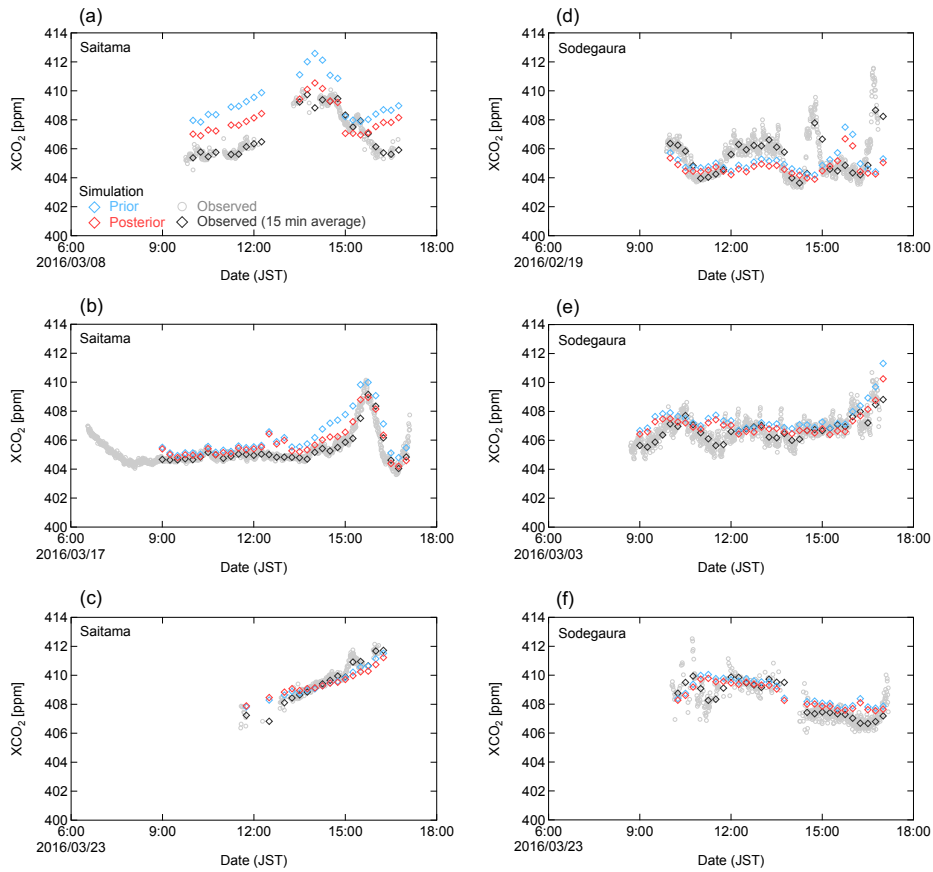 (a)
Saitama
XCO2 [ppm]
414
412
410
408
406
404
402
400
Simulation
Prior
Posterior
Observed
Observed (15 min average)
6:00
9:00
12:00
15:00
18:00
2016/03/08
Date (JST)
(d)
Sodegaura
XCO2 [ppm]
414
412
410
408
406
404
402
400
6:00
9:00
12:00
15:00
18:00
2016/02/19
Date (JST)
(b)
Saitama
XCO2 [ppm]
414
412
410
408
406
404
402
400
6:00
9:00
12:00
15:00
18:00
2016/03/17
Date (JST)
(e)
Sodegaura
XCO2 [ppm]
414
412
410
408
406
404
402
400
6:00
9:00
12:00
15:00
18:00
2016/03/03
Date (JST)
(c)
Saitama
XCO2 [ppm]
414
412
410
408
406
404
402
400
6:00
9:00
12:00
15:00
18:00
2016/03/23
Date (JST)
(f)
Sodegaura
XCO2 [ppm]
414
412
410
408
406
404
402
400
6:00
9:00
12:00
15:00
18:00
2016/03/23
Date (JST)